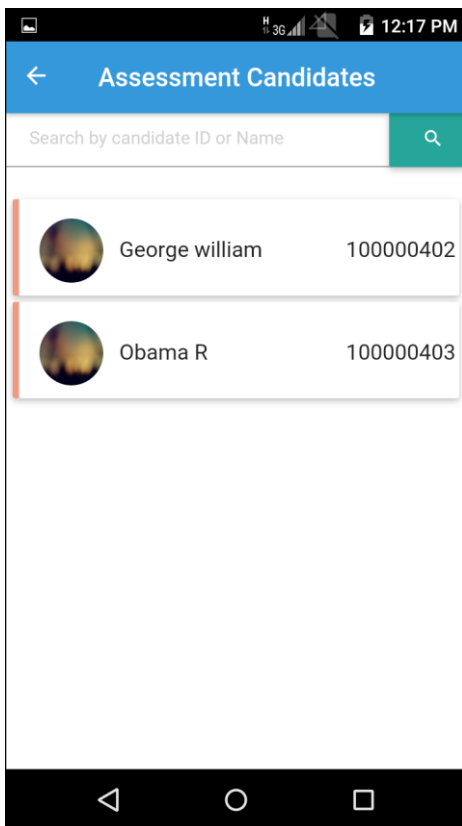 H 3G 12:17 PM
Assessment Candidates
Search by candidate ID or Name
George william 100000402
Obama R 100000403